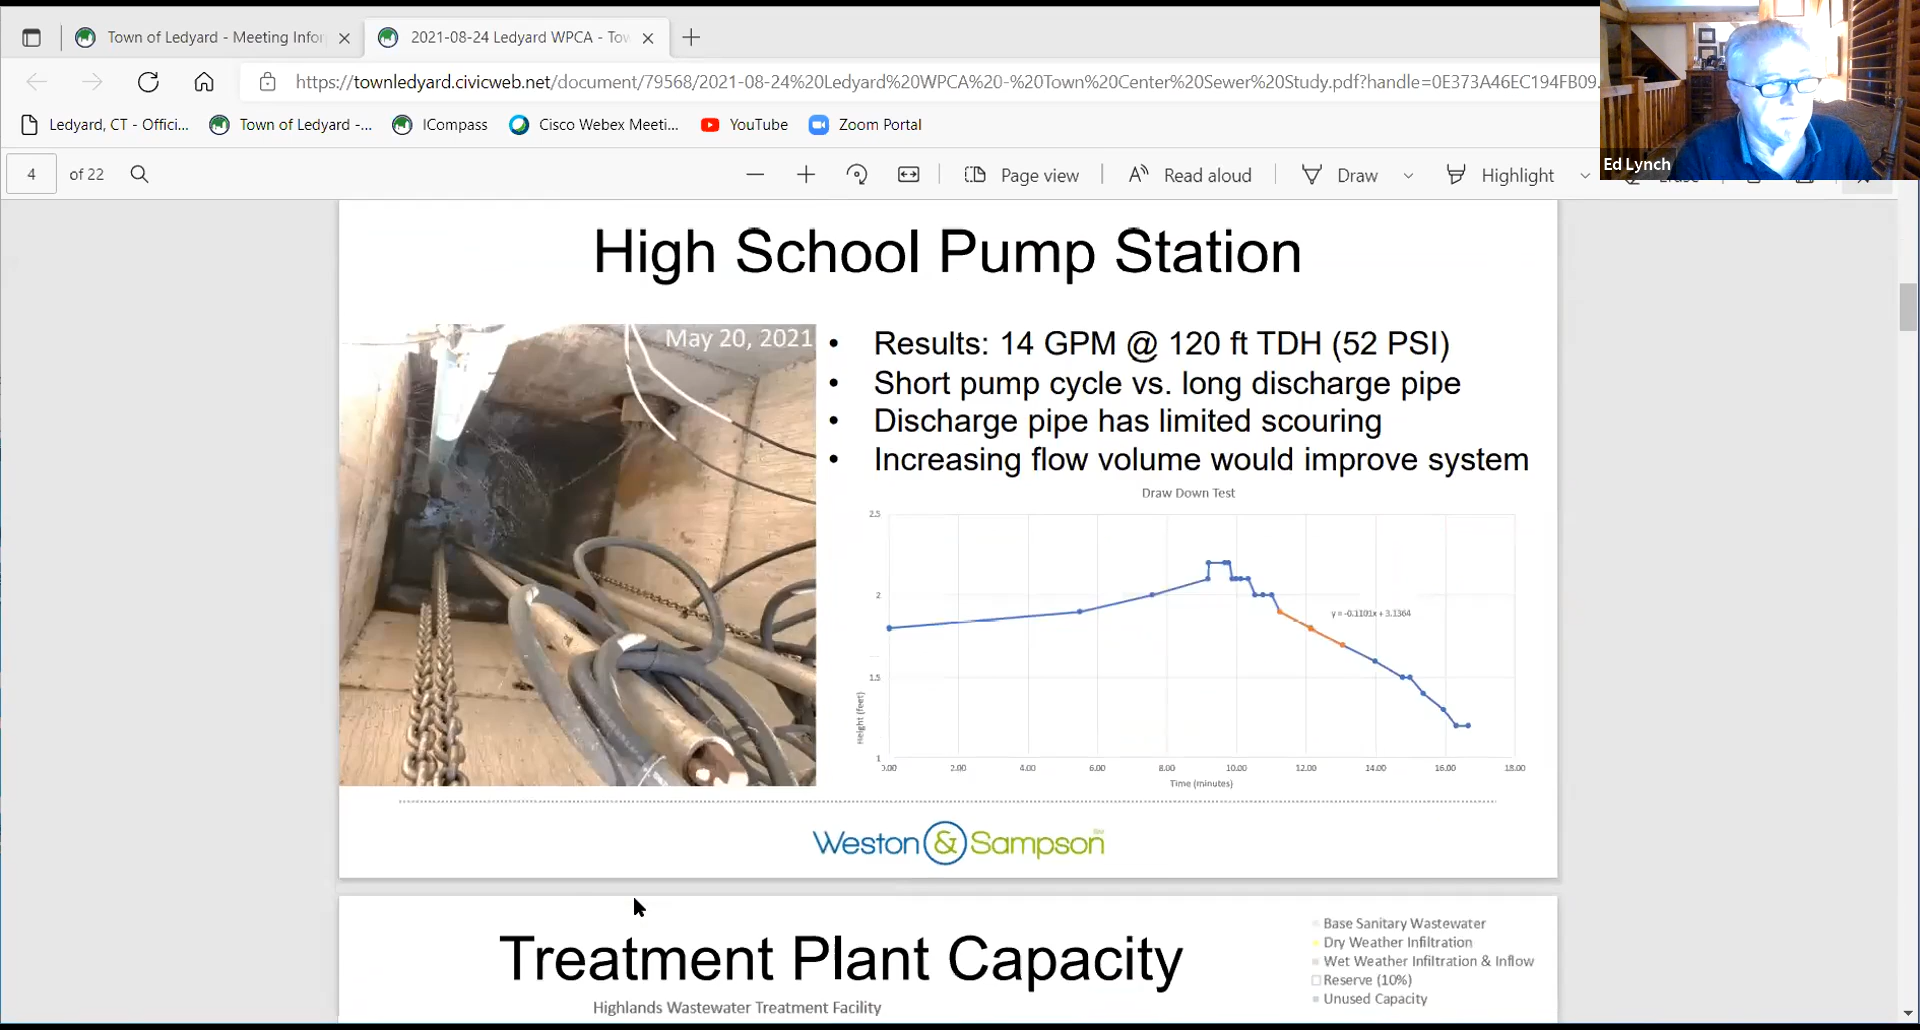 Town of Ledyard - Meeting Infor
2021-08-24 Ledyard WPCA - Tow
https://townledyard.civicweb.net/document/79568/2021-08-24%20Ledyard%20WPCA%20-%20Town%20Center%20Sewer%20Study.pdf?handle=0E373A46EC194FB09...
Ledyard, CT - Offici...
Town of Ledyard -...
ICompass
Cisco Webex Meeti...
YouTube
Zoom Portal
Ed Lynch
4 of 22
Page view
Read aloud
Draw
Highlight
High School Pump Station
May 20, 2021
• Results: 14 GPM @ 120 ft TDH (52 PSI)
• Short pump cycle vs. long discharge pipe
• Discharge pipe has limited scouring
• Increasing flow volume would improve system
Draw Down Test
2.5
2
1.5
1
Height (feet)
y = -0.1101x + 3.1364
0.00 2.00 4.00 6.00 8.00 10.00 12.00 14.00 16.00 18.00
Time (minutes)
Weston & Sampson
SM
Treatment Plant Capacity
Highlands Wastewater Treatment Facility
Base Sanitary Wastewater
Dry Weather Infiltration
Wet Weather Infiltration & Inflow
Reserve (10%)
Unused Capacity